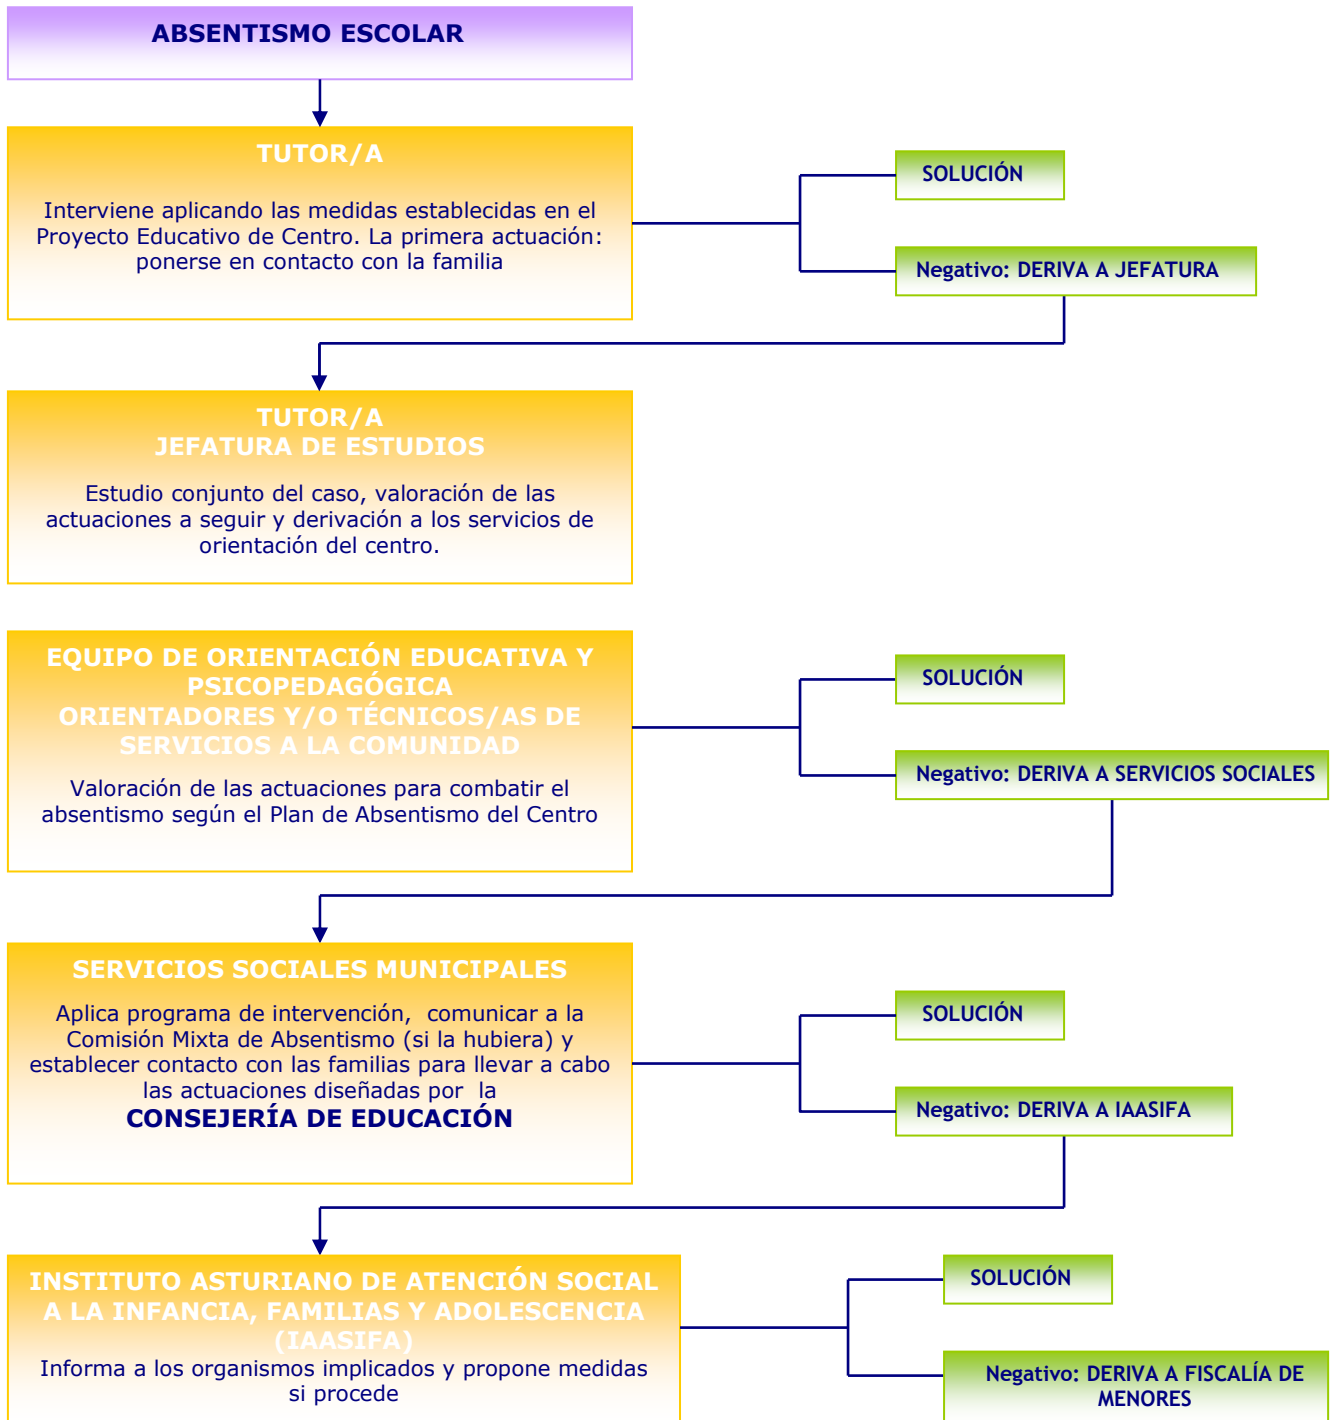 ABSENTISMO ESCOLAR
TUTOR/A
Interviene aplicando las medidas establecidas en el
Proyecto Educativo de Centro. La primera actuación:
ponerse en contacto con la familia
SOLUCIÓN
Negativo: DERIVA A JEFATURA
TUTOR/A
JEFATURA DE ESTUDIOS
Estudio conjunto del caso, valoración de las
actuaciones a seguir y derivación a los servicios de
orientación del centro.
EQUIPO DE ORIENTACIÓN EDUCATIVA Y
PSICOPEDAGÓGICA
ORIENTADORES Y/O TÉCNICOS/AS DE
SERVICIOS A LA COMUNIDAD
Valoración de las actuaciones para combatir el
absentismo según el Plan de Absentismo del Centro
SOLUCIÓN
Negativo: DERIVA A SERVICIOS SOCIALES
SERVICIOS SOCIALES MUNICIPALES
Aplica programa de intervención, comunicar a la
Comisión Mixta de Absentismo (si la hubiera) y
establecer contacto con las familias para llevar a cabo
las actuaciones diseñadas por la
CONSEJERÍA DE EDUCACIÓN
SOLUCIÓN
Negativo: DERIVA A IAASIFA
INSTITUTO ASTURIANO DE ATENCIÓN SOCIAL
A LA INFANCIA, FAMILIAS Y ADOLESCENCIA
(IAASIFA)
Informa a los organismos implicados y propone medidas
si procede
SOLUCIÓN
Negativo: DERIVA A FISCALÍA DE
MENORES